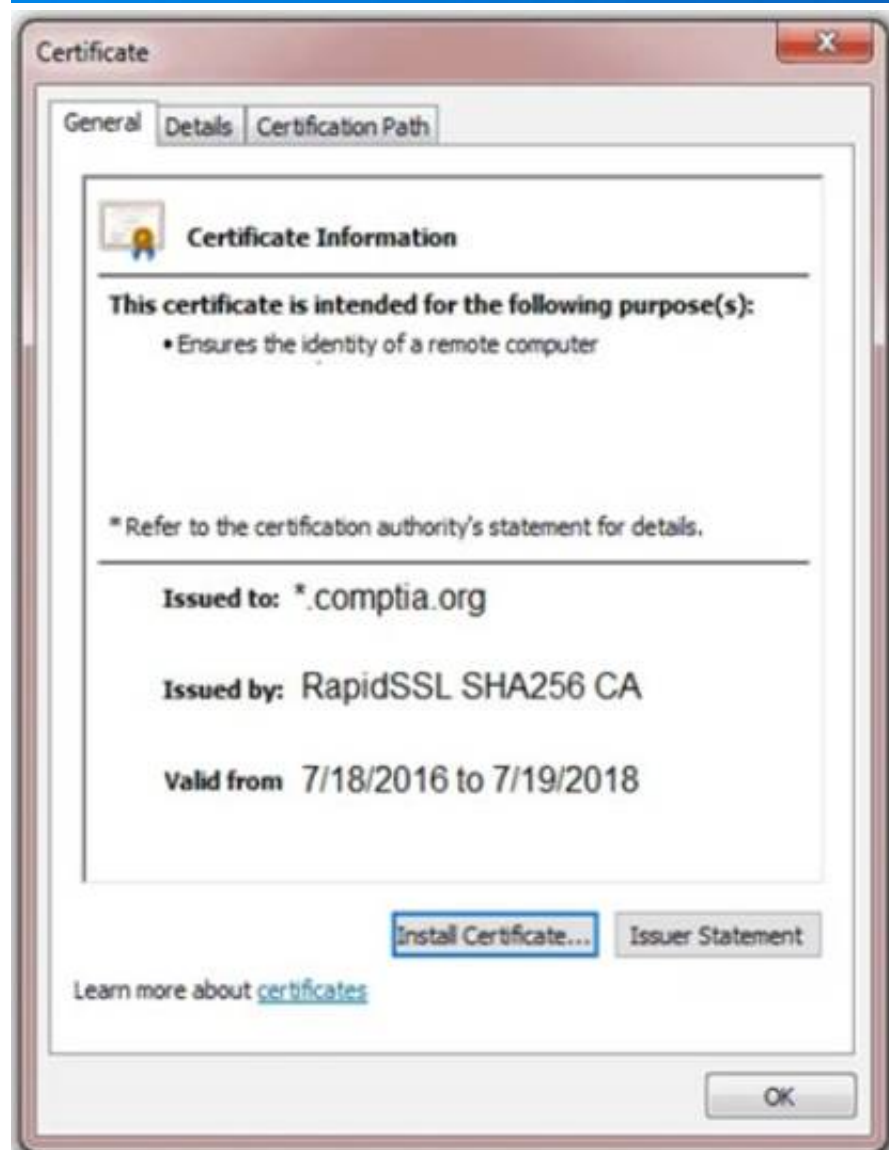 Certificate
General Details Certification Path
Certificate Information
This certificate is intended for the following purpose(s):
• Ensures the identity of a remote computer
* Refer to the certification authority's statement for details.
Issued to: *.comptia.org
Issued by: RapidSSL SHA256 CA
Valid from 7/18/2016 to 7/19/2018
Install Certificate... Issuer Statement
Learn more about certificates
OK